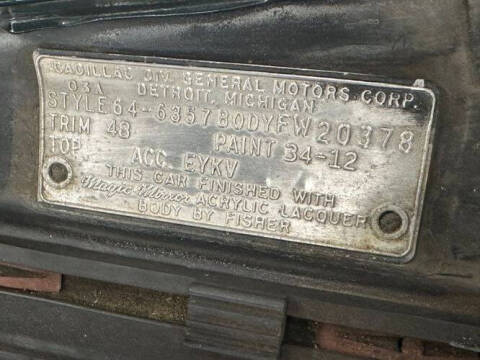 CADILLAC DIV. GENERAL MOTORS CORP.
03A DETROIT, MICHIGAN
STYLE 64-6357 BODY FW 20378
TRIM 48 PAINT 34-12
TOP ACC. EYKV
THIS CAR FINISHED WITH
Magic-Mirror ACRYLIC LACQUER
BODY BY FISHER